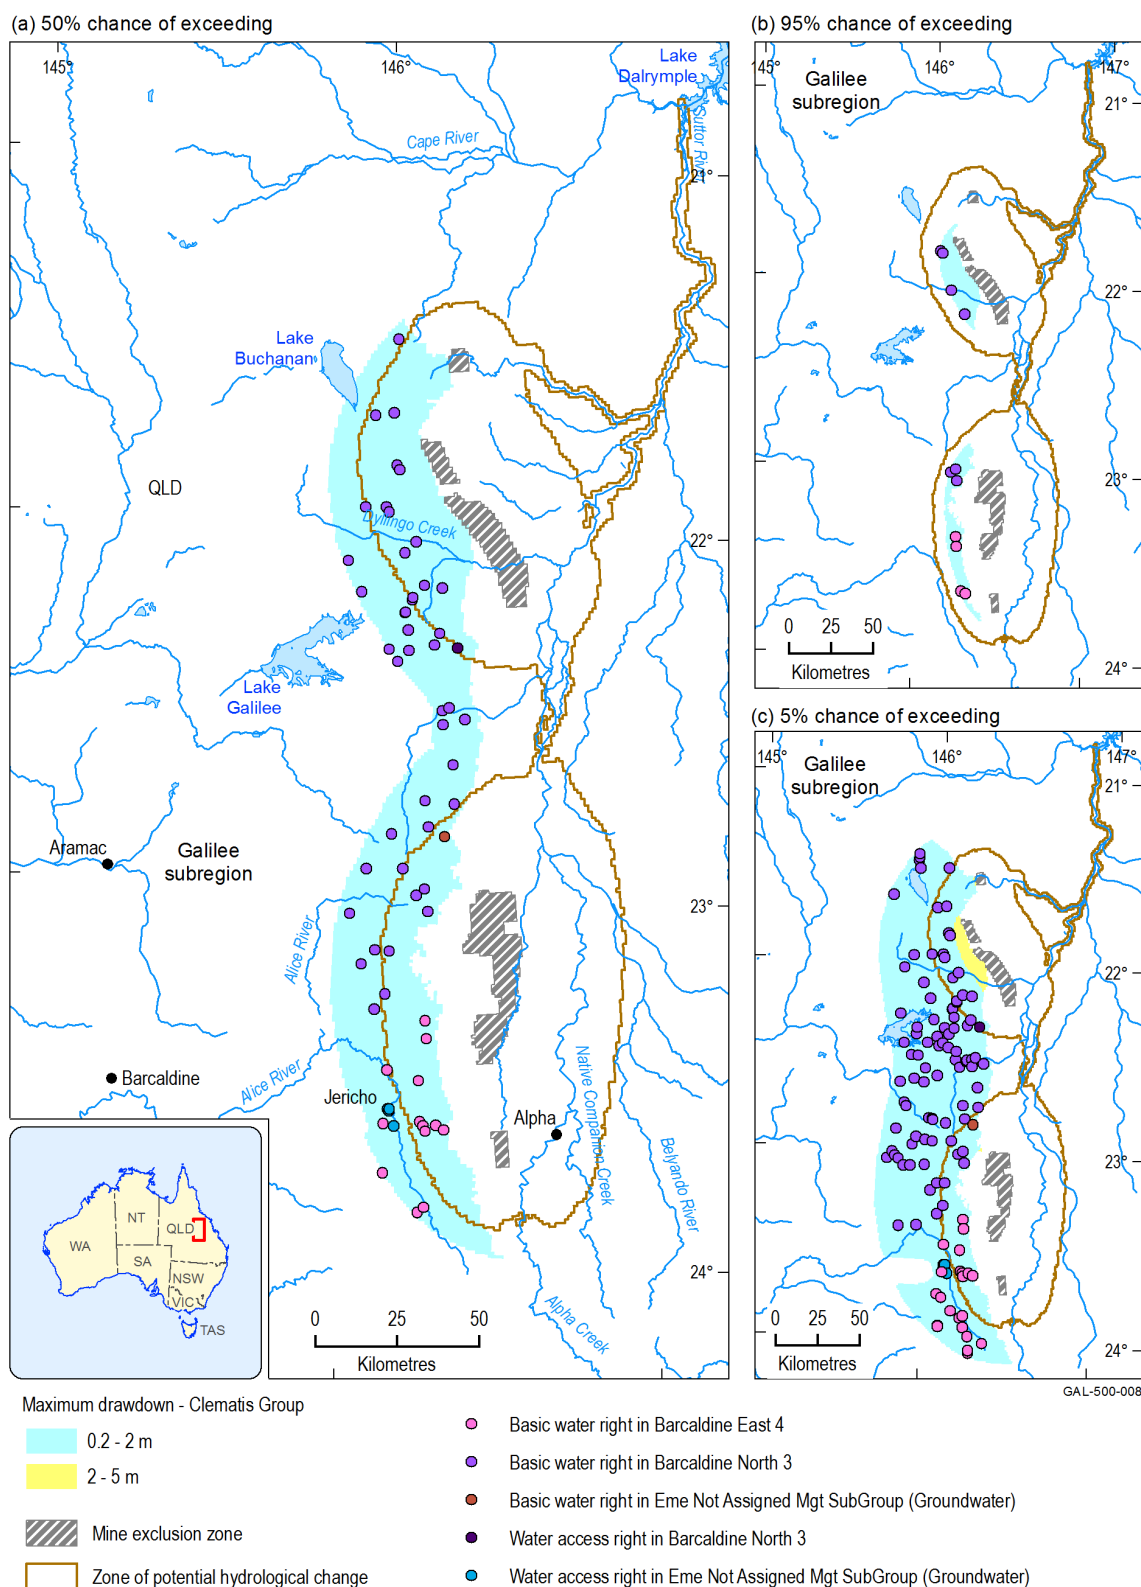 (a) 50% chance of exceeding
145°
146°
Lake
Dalrymple
Suttor River
Cape River
21°
Lake
Buchanan
QLD
Dyllingo Creek
22°
Lake
Galilee
Aramac
Galilee
subregion
23°
Alice River
Barcaldine
Alice River
Jericho
Alpha
Native Companion Creek
Belyando River
24°
Alpha Creek
0 25 50
Kilometres
WA
NT
QLD
SA
NSW
VIC
TAS
(b) 95% chance of exceeding
145°
146°
147°
Galilee
subregion
21°
22°
23°
0 25 50
Kilometres
24°
(c) 5% chance of exceeding
145°
146°
147°
Galilee
subregion
21°
22°
23°
0 25 50
Kilometres
24°
GAL-500-008
Maximum drawdown - Clematis Group
0.2 - 2 m
2 - 5 m
Mine exclusion zone
Zone of potential hydrological change
Basic water right in Barcaldine East 4
Basic water right in Barcaldine North 3
Basic water right in Eme Not Assigned Mgt SubGroup (Groundwater)
Water access right in Barcaldine North 3
Water access right in Eme Not Assigned Mgt SubGroup (Groundwater)